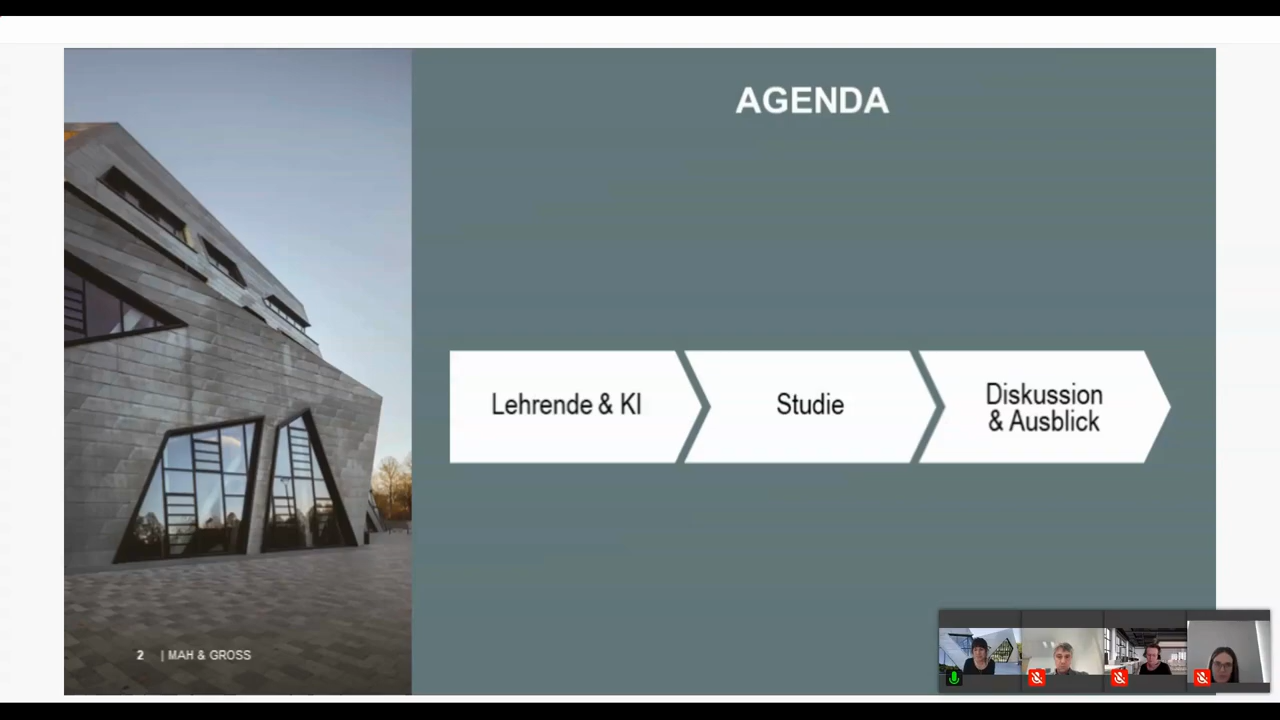 AGENDA
Lehrende & KI
Studie
Diskussion
& Ausblick
2 | MAH & GROSS